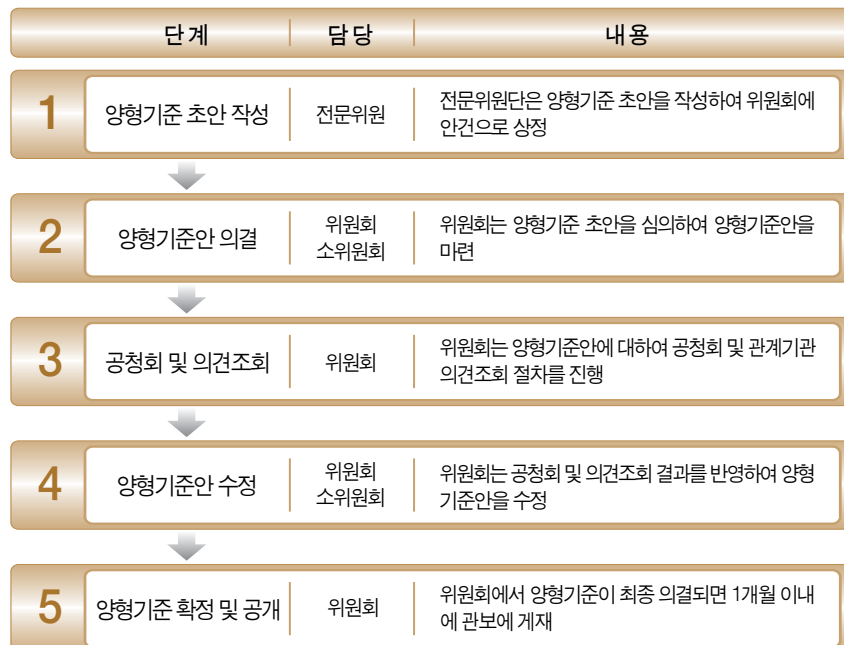 단계 담당 내용
1 양형기준 초안 작성 전문위원 전문위원단은 양형기준 초안을 작성하여 위원회에
안건으로 상정
2 양형기준안 의결 위원회
소위원회 위원회는 양형기준 초안을 심의하여 양형기준안을
마련
3 공청회 및 의견조회 위원회 위원회는 양형기준안에 대하여 공청회 및 관계기관
의견조회 절차를 진행
4 양형기준안 수정 위원회
소위원회 위원회는 공청회 및 의견조회 결과를 반영하여 양형
기준안을 수정
5 양형기준 확정 및 공개 위원회 위원회에서 양형기준이 최종 의결되면 1개월 이내
에 관보에 게재